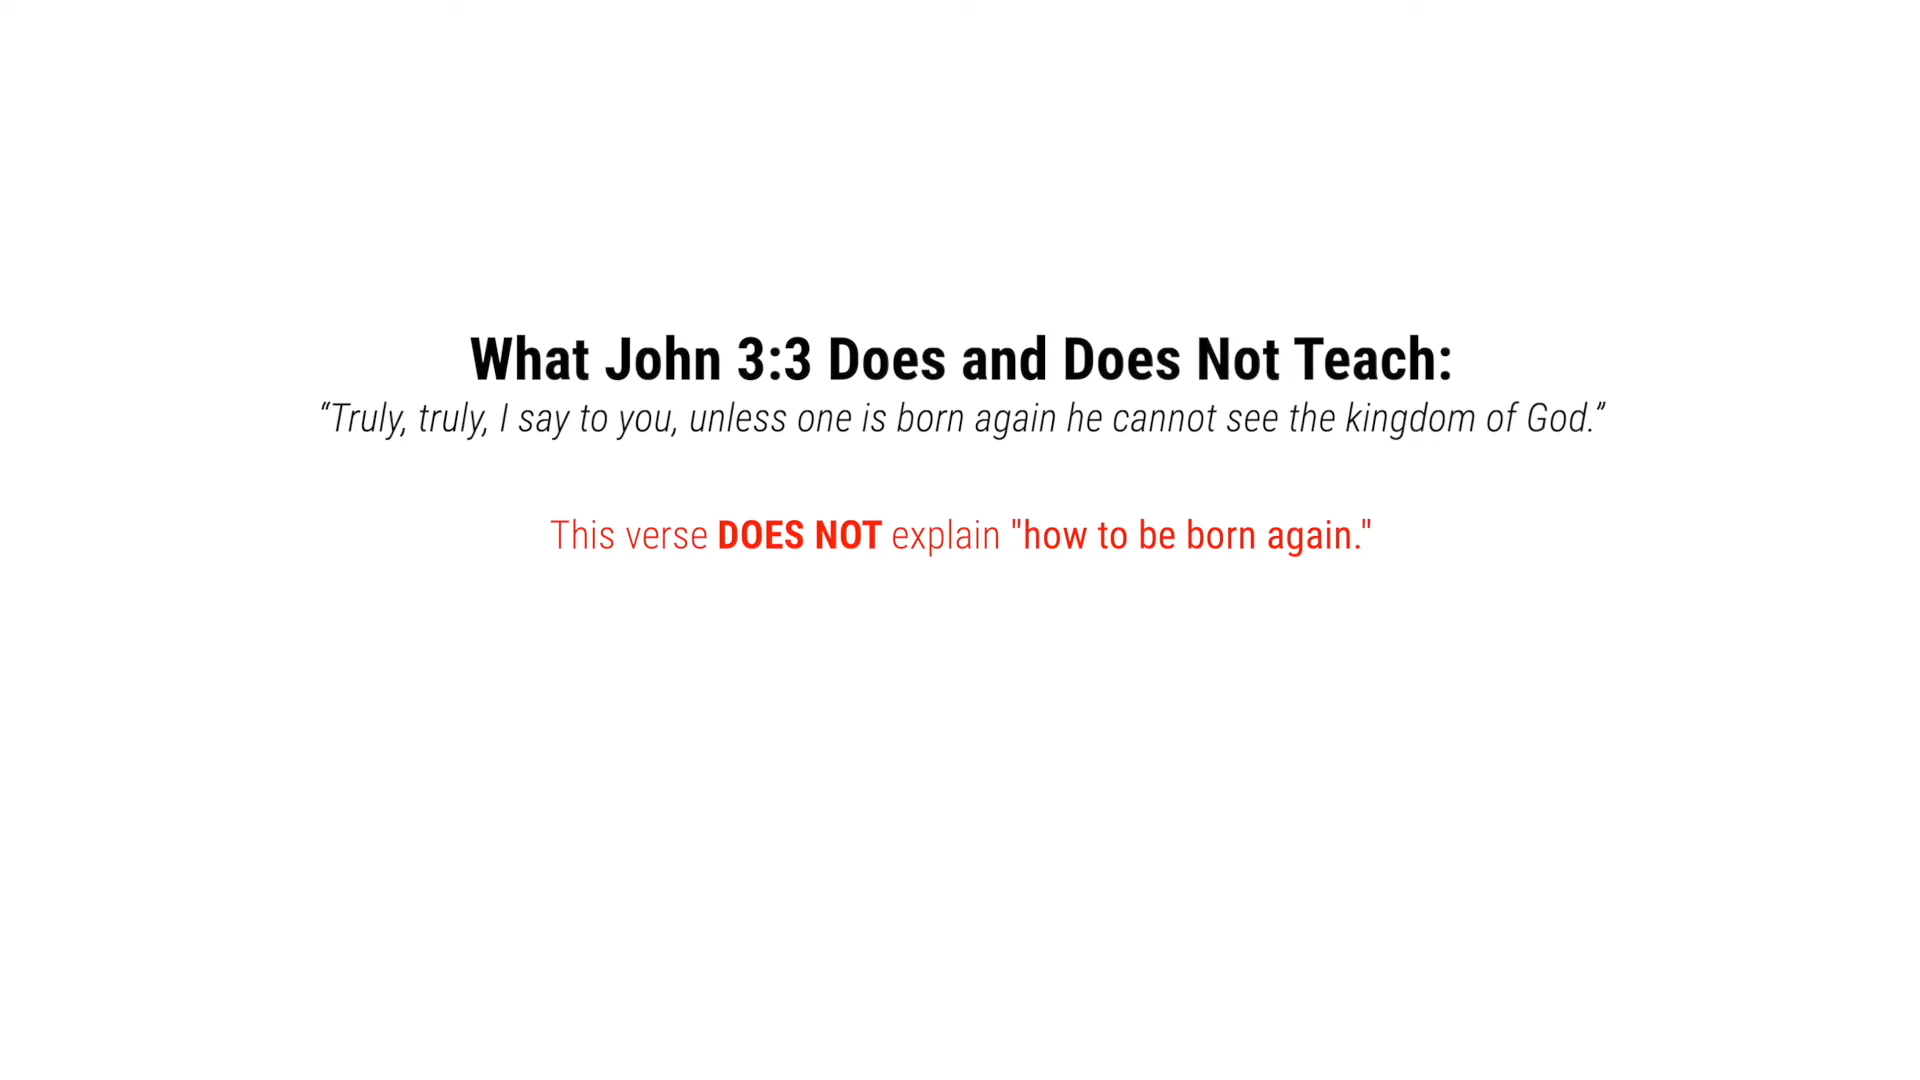 What John 3:3 Does and Does Not Teach:
“Truly, truly, I say to you, unless one is born again he cannot see the kingdom of God.”
This verse DOES NOT explain "how to be born again."